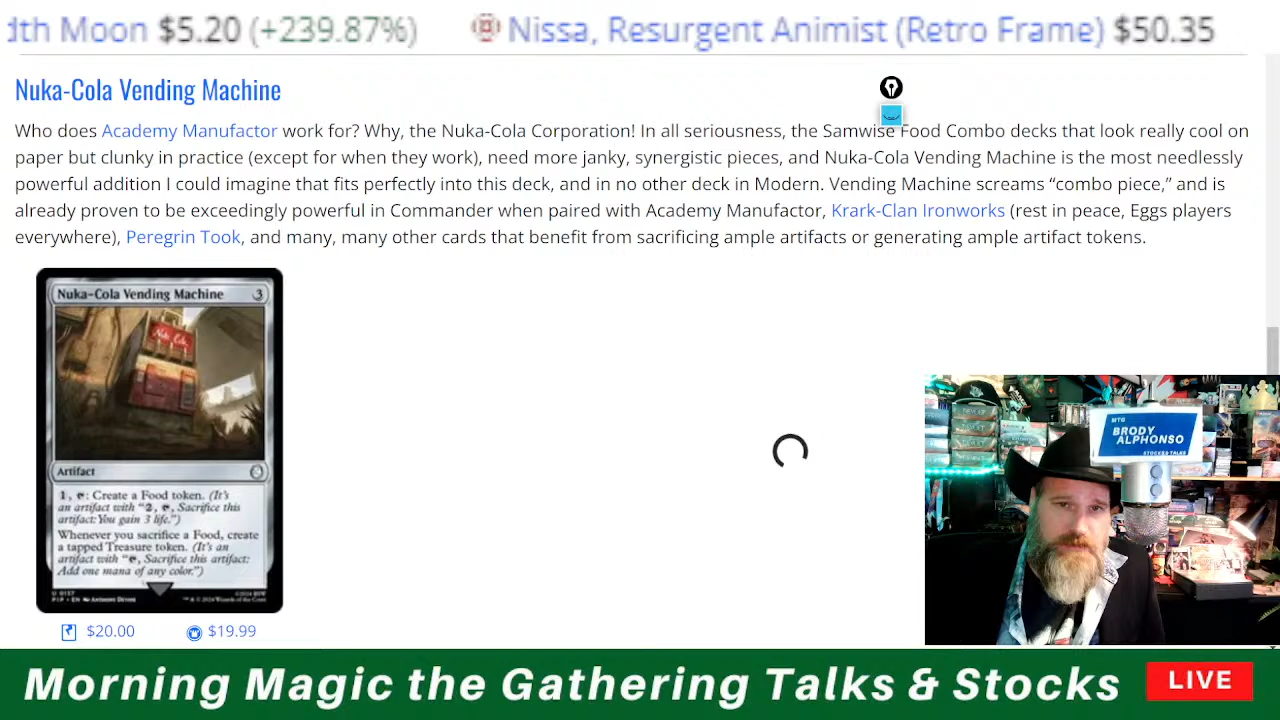 dth Moon $5.20 (+239.87%) Nissa, Resurgent Animist (Retro Frame) $50.35
Nuka-Cola Vending Machine
Who does Academy Manufactor work for? Why, the Nuka-Cola Corporation! In all seriousness, the Samwise Food Combo decks that look really cool on
paper but clunky in practice (except for when they work), need more janky, synergistic pieces, and Nuka-Cola Vending Machine is the most needlessly
powerful addition I could imagine that fits perfectly into this deck, and in no other deck in Modern. Vending Machine screams “combo piece,” and is
already proven to be exceedingly powerful in Commander when paired with Academy Manufactor, Krark-Clan Ironworks (rest in peace, Eggs players
everywhere), Peregrin Took, and many, many other cards that benefit from sacrificing ample artifacts or generating ample artifact tokens.
Nuka-Cola Vending Machine 3
Nuka Cola
Artifact
1, : Create a Food token. (It's
an artifact with “2, , Sacrifice this
artifact: You gain 3 life.”)
Whenever you sacrifice a Food, create
a tapped Treasure token. (It's an
artifact with “ , Sacrifice this artifact:
Add one mana of any color.”)
$20.00 $19.99
MTG
BRODY
ALPHONSO
STOCKS & TALKS
Morning Magic the Gathering Talks & Stocks LIVE